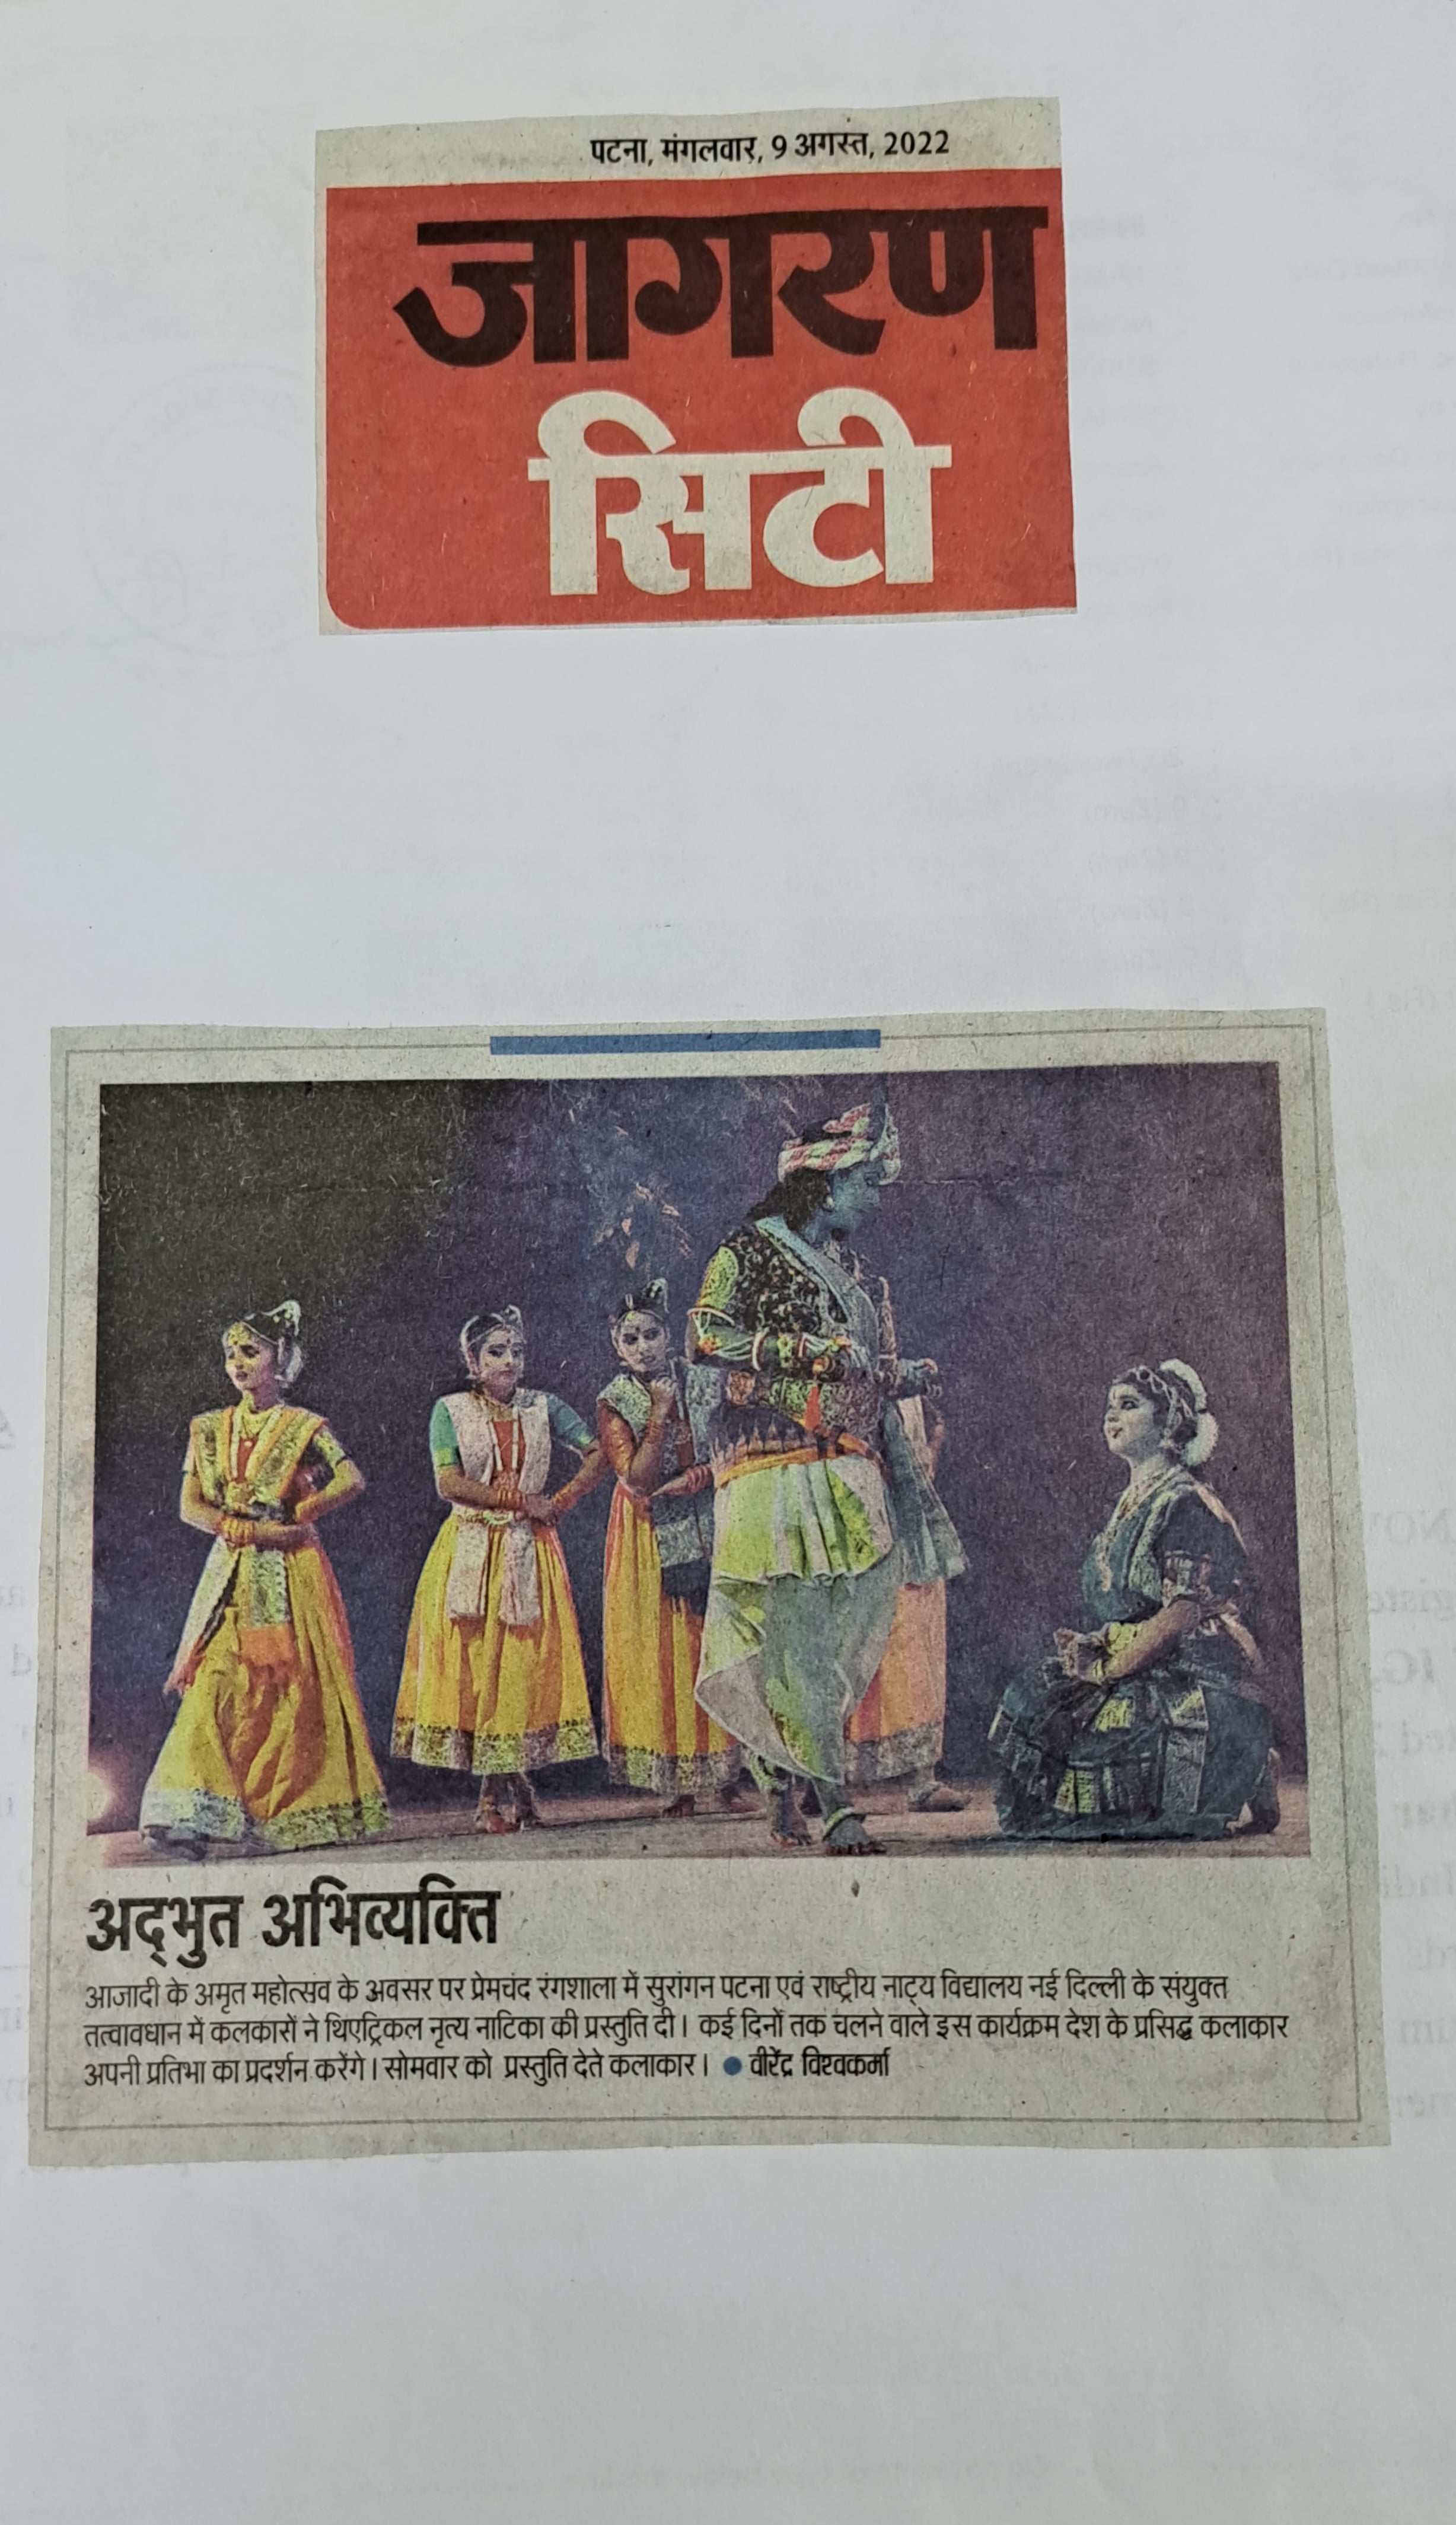 पटना, मंगलवार, 9 अगस्त, 2022
जागरण
सिटी
अद्भुत अभिव्यक्ति
आजादी के अमृत महोत्सव के अवसर पर प्रेमचंद रंगशाला में सुरांगन पटना एवं राष्ट्रीय नाट्य विद्यालय नई दिल्ली के संयुक्त
तत्वावधान में कलकारों ने थिएट्रिकल नृत्य नाटिका की प्रस्तुति दी। कई दिनों तक चलने वाले इस कार्यक्रम देश के प्रसिद्ध कलाकार
अपनी प्रतिभा का प्रदर्शन करेंगे। सोमवार को प्रस्तुति देते कलाकार। ● वीरेंद्र विश्वकर्मा